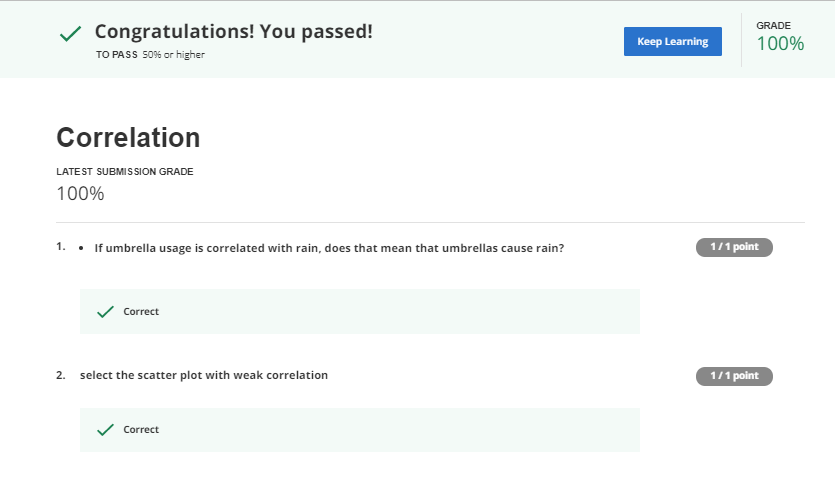 Congratulations! You passed!
TO PASS 50% or higher
Keep Learning
GRADE
100%
Correlation
LATEST SUBMISSION GRADE
100%
1. • If umbrella usage is correlated with rain, does that mean that umbrellas cause rain?
1 / 1 point
Correct
2. select the scatter plot with weak correlation
1 / 1 point
Correct